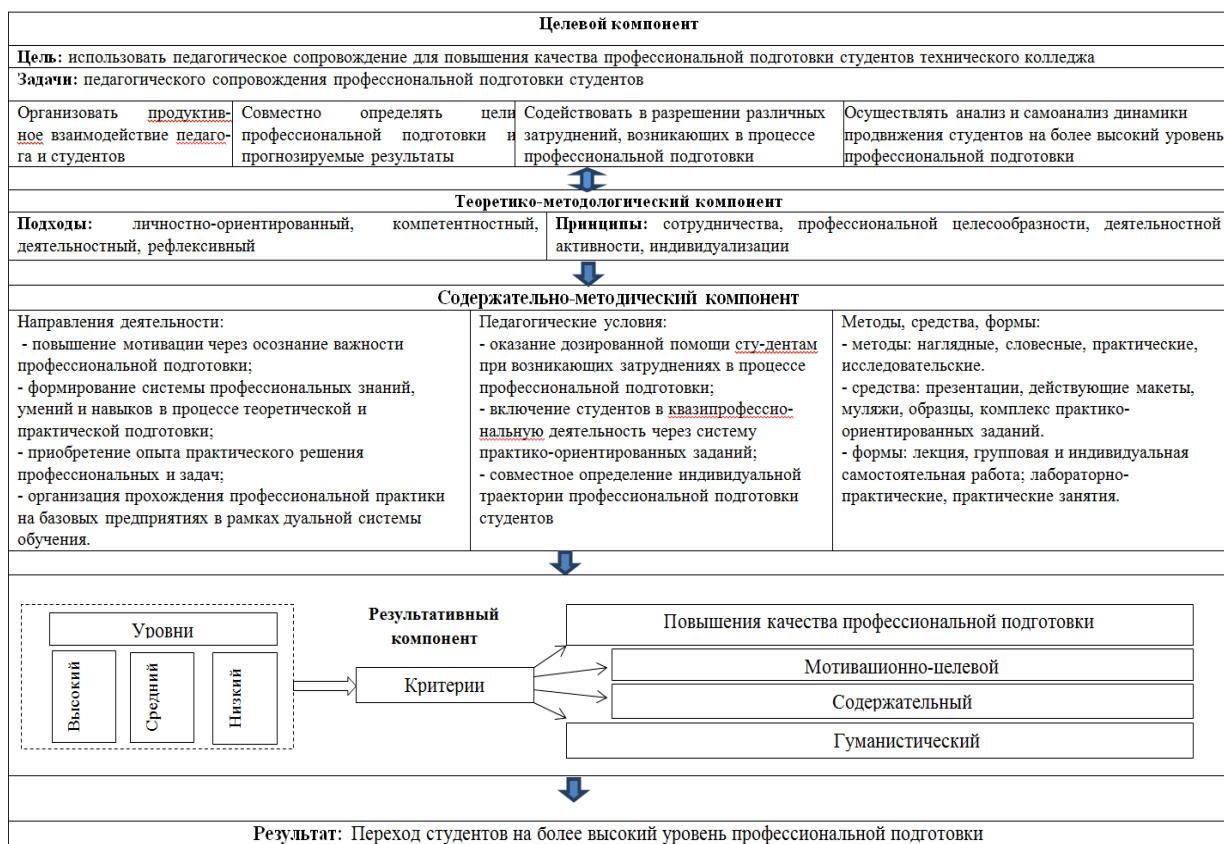 Целевой компонент
Цель: использовать педагогическое сопровождение для повышения качества профессиональной подготовки студентов технического колледжа
Задачи: педагогического сопровождения профессиональной подготовки студентов
Организовать продуктив-
ное взаимодействие педаго-
га и студентов
Совместно определять цели
профессиональной подготовки и
прогнозируемые результаты
Содействовать в разрешении различных
затруднений, возникающих в процессе
профессиональной подготовки
Осуществлять анализ и самоанализ динамики
продвижения студентов на более высокий уровень
профессиональной подготовки
Теоретико-методологический компонент
Подходы: личностно-ориентированный, компетентностный,
деятельностный, рефлексивный
Принципы: сотрудничества, профессиональной целесообразности, деятельностной
активности, индивидуализации
Содержательно-методический компонент
Направления деятельности:
- повышение мотивации через осознание важности
профессиональной подготовки;
- формирование системы профессиональных знаний,
умений и навыков в процессе теоретической и
практической подготовки;
- приобретение опыта практического решения
профессиональных и задач;
- организация прохождения профессиональной практики
на базовых предприятиях в рамках дуальной системы
обучения.
Педагогические условия:
- оказание дозированной помощи сту-дентам
при возникающих затруднениях в процессе
профессиональной подготовки;
- включение студентов в квазипрофессио-
нальную деятельность через систему
практико-ориентированных заданий;
- совместное определение индивидуальной
траектории профессиональной подготовки
студентов
Методы, средства, формы:
- методы: наглядные, словесные, практические,
исследовательские.
- средства: презентации, действующие макеты,
муляжи, образцы, комплекс практико-
ориентированных заданий.
- формы: лекция, групповая и индивидуальная
самостоятельная работа; лабораторно-
практические, практические занятия.
Уровни
Высокий
Средний
Низкий
Результативный
компонент
Критерии
Повышения качества профессиональной подготовки
Мотивационно-целевой
Содержательный
Гуманистический
Результат: Переход студентов на более высокий уровень профессиональной подготовки